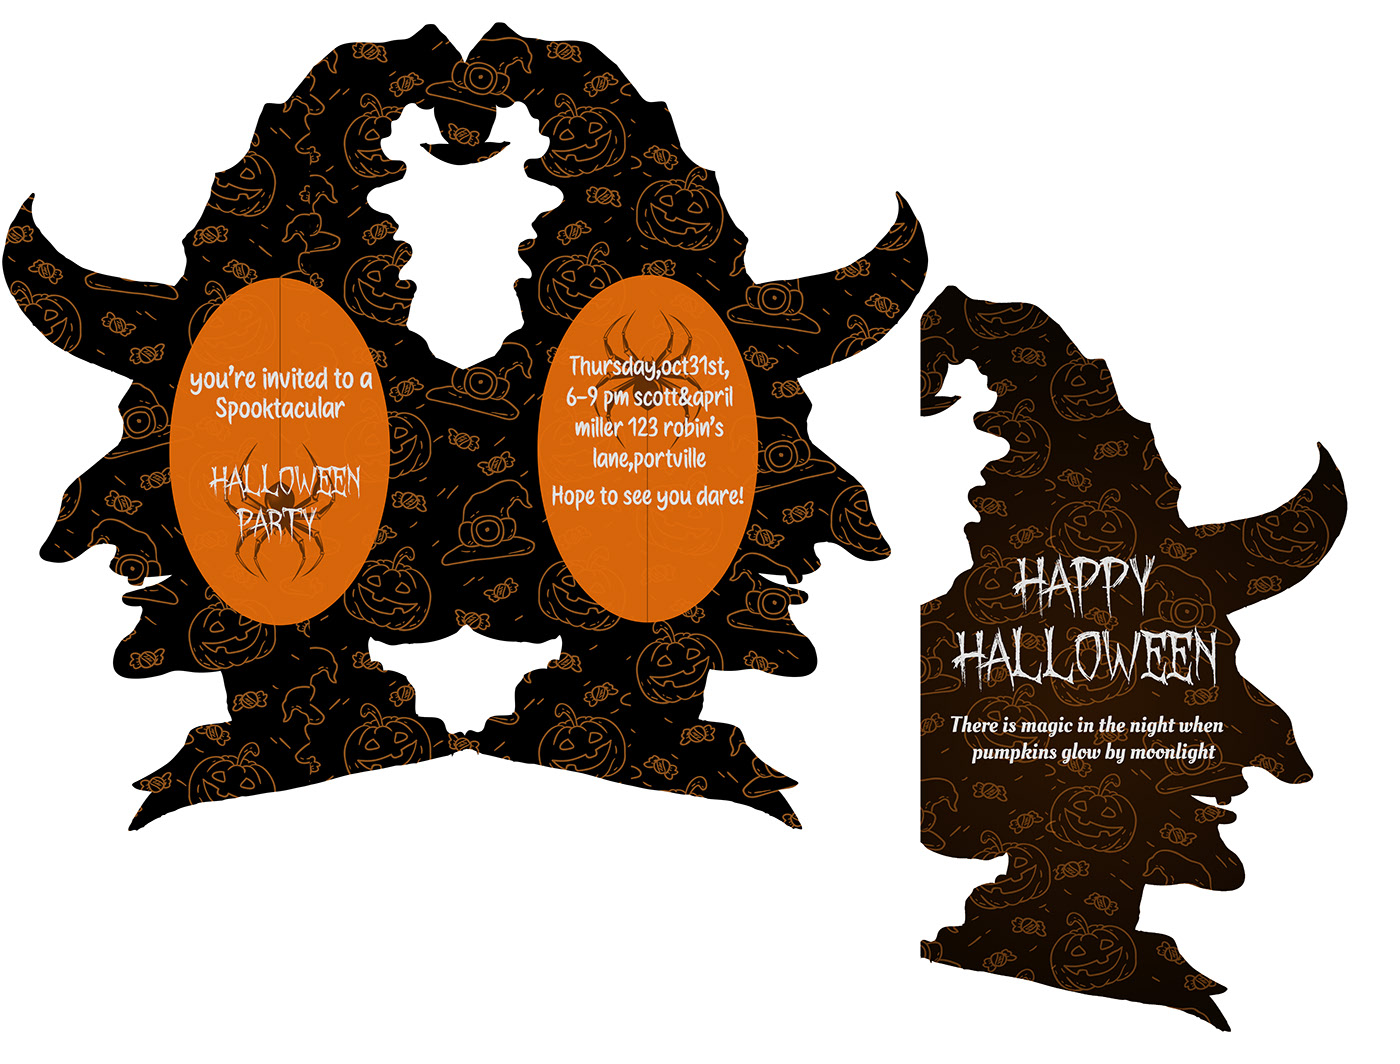 you're invited to a
Spooktacular
HALLOWEEN
PARTY
Thursday,oct31st,
6-9 pm scott&april
miller 123 robin's
lane,portville
Hope to see you dare!
HAPPY
HALLOWEEN
There is magic in the night when
pumpkins glow by moonlight